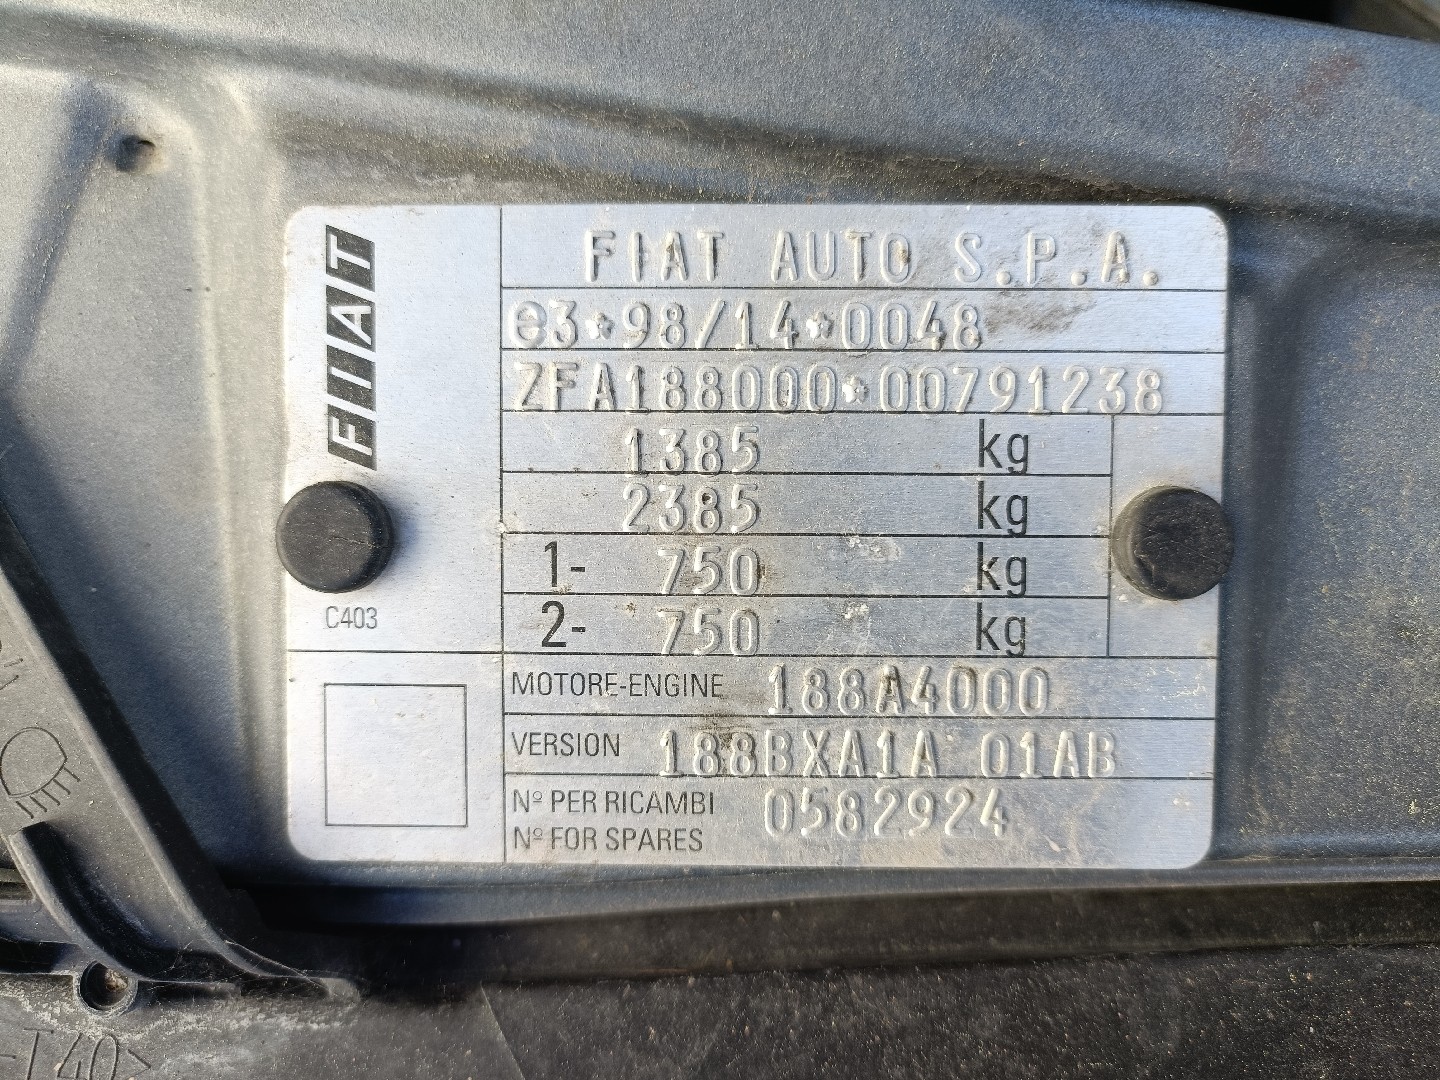 FIAT
FIAT AUTO S.P.A.
e3*98/14*0048
ZFA188000*00791238
1385 kg
2385 kg
1- 750 kg
2- 750 kg
C403
MOTORE-ENGINE 188A4000
VERSION 188BXA1A 01AB
Nº PER RICAMBI 0582924
Nº FOR SPARES
T40>